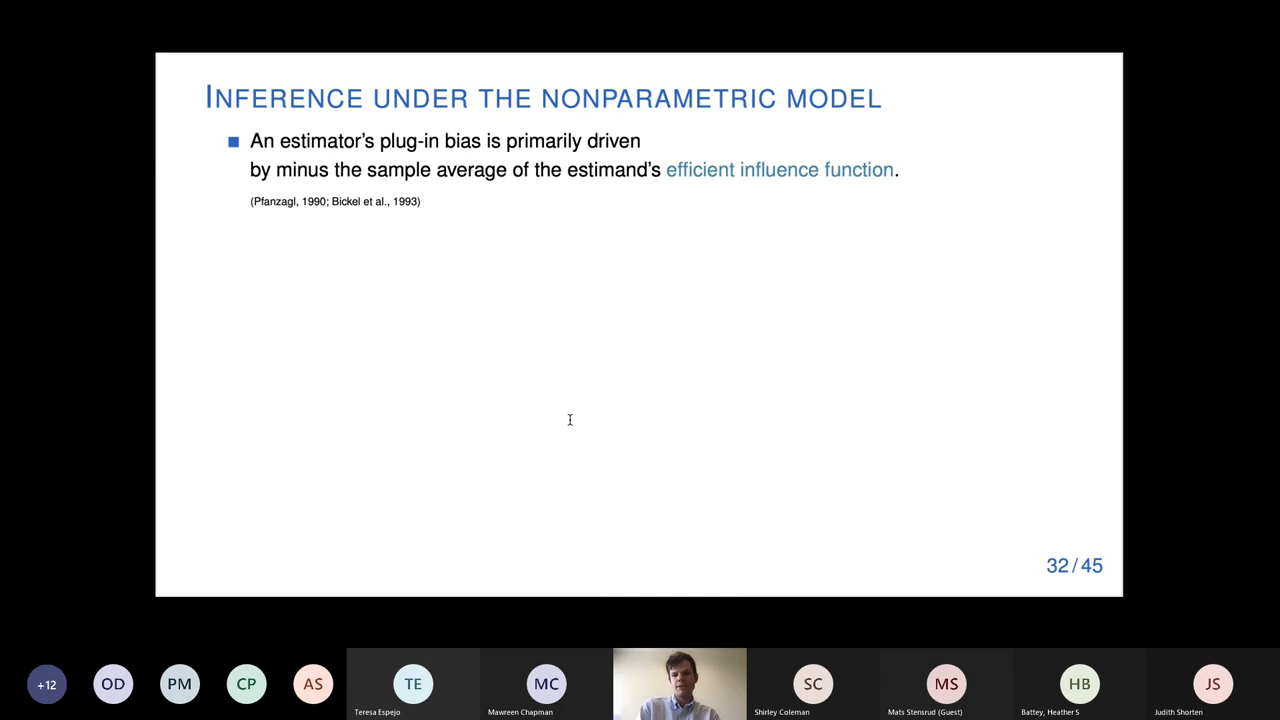 INFERENCE UNDER THE NONPARAMETRIC MODEL
An estimator's plug-in bias is primarily driven
by minus the sample average of the estimand's efficient influence function.
(Pfanzagl, 1990; Bickel et al., 1993)
32/45
+12
OD
PM
CP
AS
TE
MC
SC
MS
HB
JS
Teresa Espejo
Mawreen Chapman
Shirley Coleman
Mats Stensrud (Guest)
Battey, Heather S
Judith Shorten